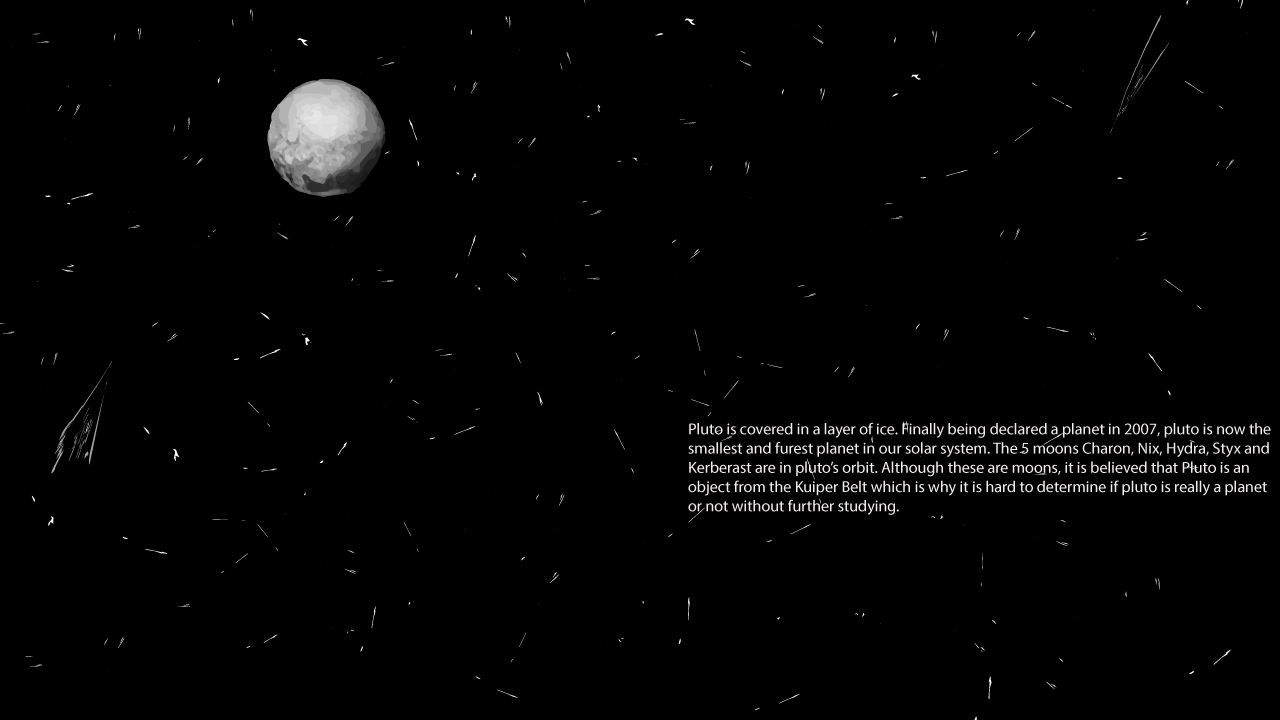 Pluto is covered in a layer of ice. Finally being declared a planet in 2007, pluto is now the
smallest and furest planet in our solar system. The 5 moons Charon, Nix, Hydra, Styx and
Kerberast are in pluto's orbit. Although these are moons, it is believed that Pluto is an
object from the Kuiper Belt which is why it is hard to determine if pluto is really a planet
or not without further studying.